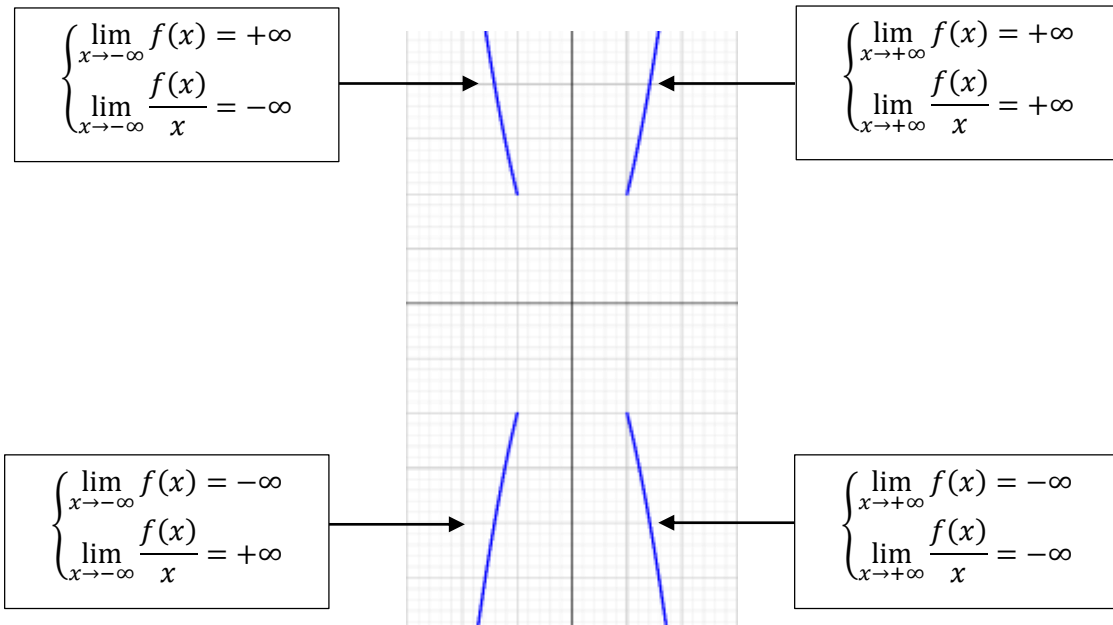 lim x→−∞ f(x) = +∞
lim x→−∞ f(x)/x = −∞
lim x→+∞ f(x) = +∞
lim x→+∞ f(x)/x = +∞
lim x→−∞ f(x) = −∞
lim x→−∞ f(x)/x = +∞
lim x→+∞ f(x) = −∞
lim x→+∞ f(x)/x = −∞